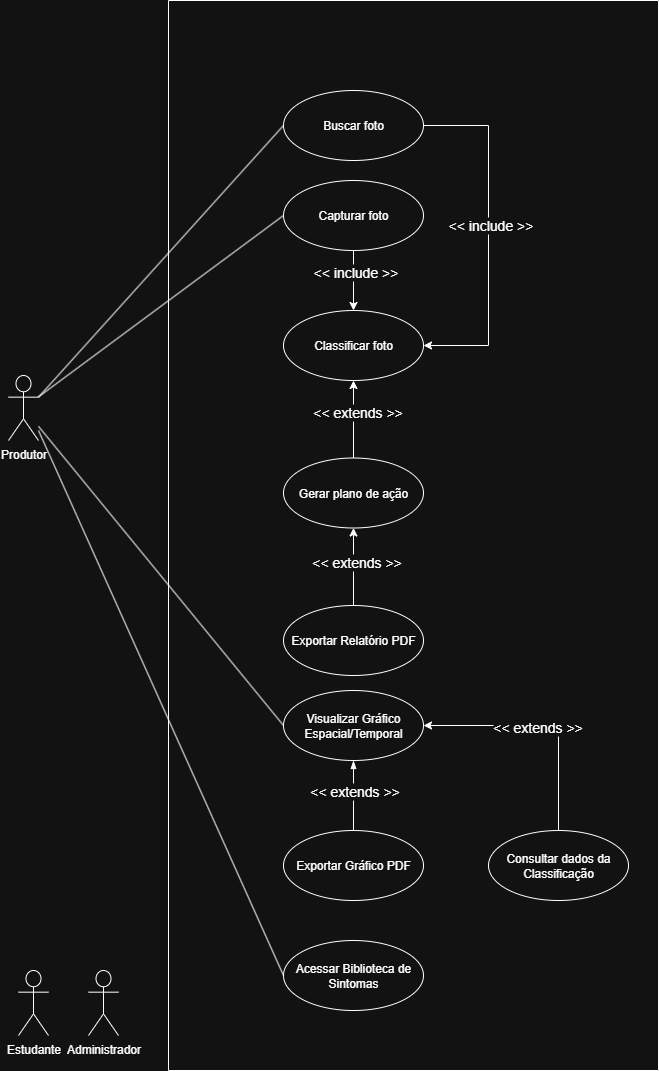 Buscar foto
<< include >>
Capturar foto
<< include >>
Classificar foto
<< extends >>
Produtor
Gerar plano de ação
<< extends >>
Exportar Relatório PDF
Visualizar Gráfico
Espacial/Temporal
<< extends >>
<< extends >>
Exportar Gráfico PDF
Consultar dados da
Classificação
Acessar Biblioteca de
Sintomas
Estudante
Administrador